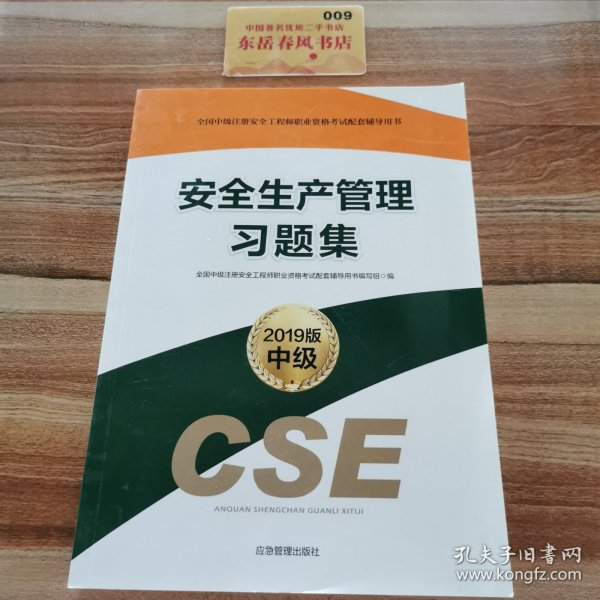 009
中国著名优质二手书店
东岳春风书店
全国中级注册安全工程师职业资格考试配套辅导用书
安全生产管理
习题集
全国中级注册安全工程师职业资格考试配套辅导用书编写组◎编
2019版
中级
CSE
ANQUAN SHENGCHAN GUANLI XITIJI
应急管理出版社
孔夫子旧书网
www.kongfz.com